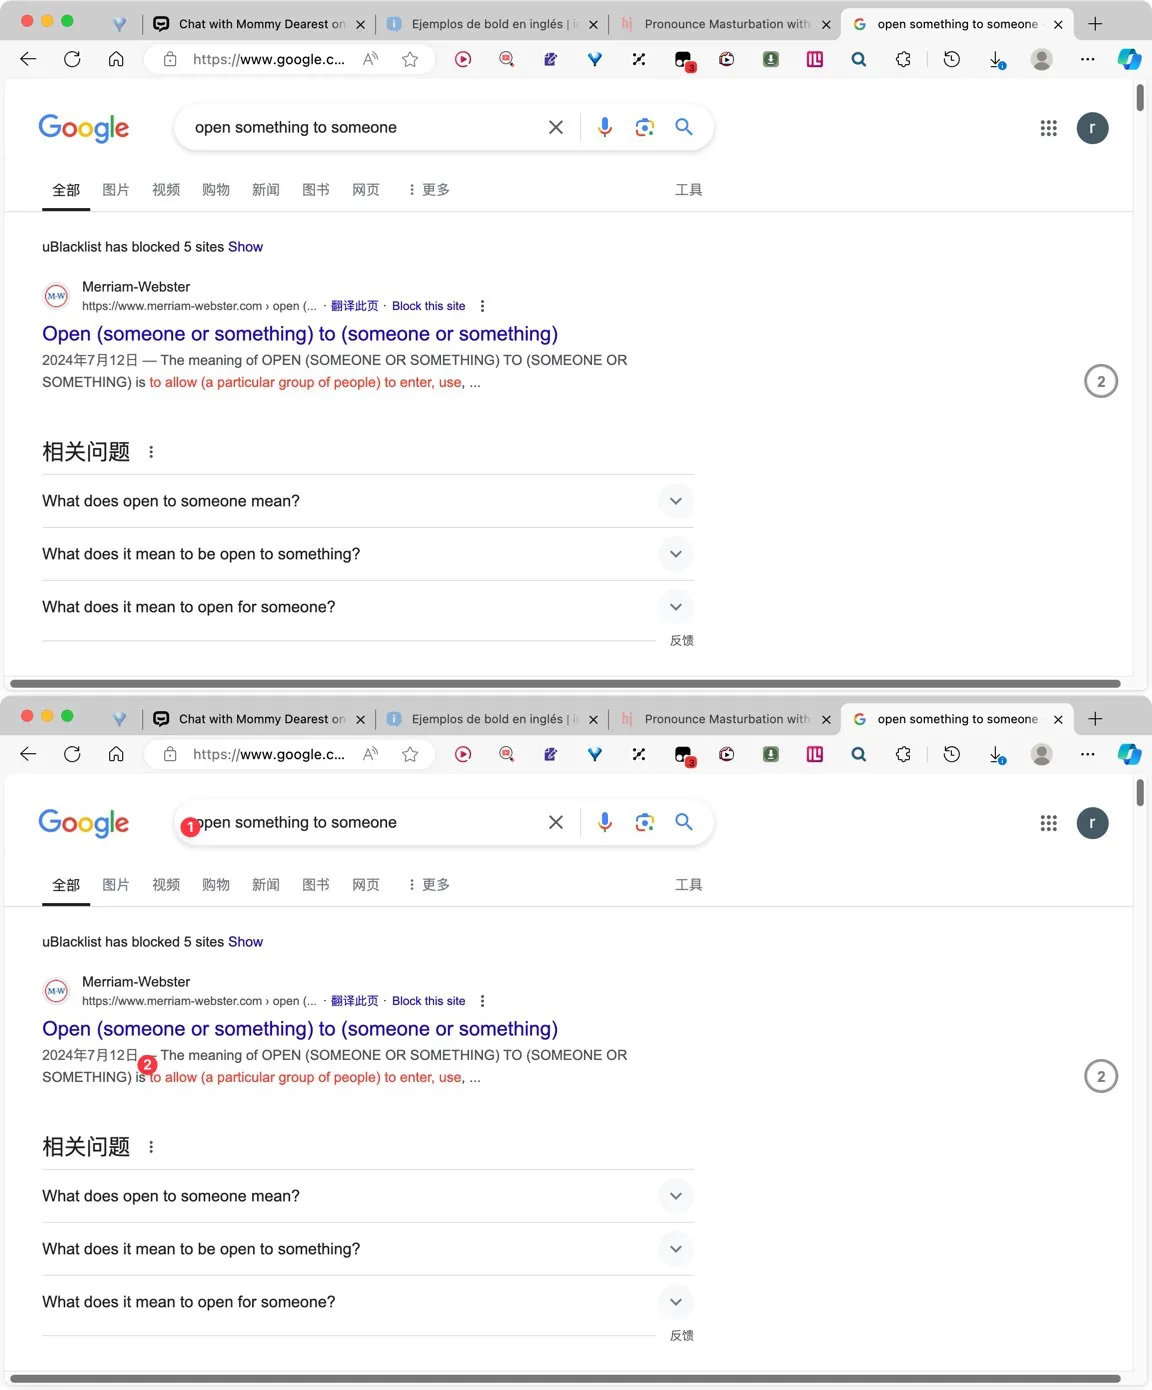 Chat with Mommy Dearest on
Ejemplos de bold en inglés | i
hj Pronounce Masturbation with
open something to someone
https://www.google.c...
3
Google
open something to someone
r
全部 图片 视频 购物 新闻 图书 网页 更多 工具
uBlacklist has blocked 5 sites Show
M-W
Merriam-Webster
https://www.merriam-webster.com › open (... · 翻译此页 · Block this site
Open (someone or something) to (someone or something)
2024年7月12日 — The meaning of OPEN (SOMEONE OR SOMETHING) TO (SOMEONE OR
SOMETHING) is to allow (a particular group of people) to enter, use, ...
2
相关问题
What does open to someone mean?
What does it mean to be open to something?
What does it mean to open for someone?
反馈
Chat with Mommy Dearest on
Ejemplos de bold en inglés | i
hj Pronounce Masturbation with
open something to someone
https://www.google.c...
3
Google
1 open something to someone
r
全部 图片 视频 购物 新闻 图书 网页 更多 工具
uBlacklist has blocked 5 sites Show
M-W
Merriam-Webster
https://www.merriam-webster.com › open (... · 翻译此页 · Block this site
Open (someone or something) to (someone or something)
2024年7月12日 — The meaning of OPEN (SOMEONE OR SOMETHING) TO (SOMEONE OR
2
SOMETHING) is to allow (a particular group of people) to enter, use, ...
2
相关问题
What does open to someone mean?
What does it mean to be open to something?
What does it mean to open for someone?
反馈